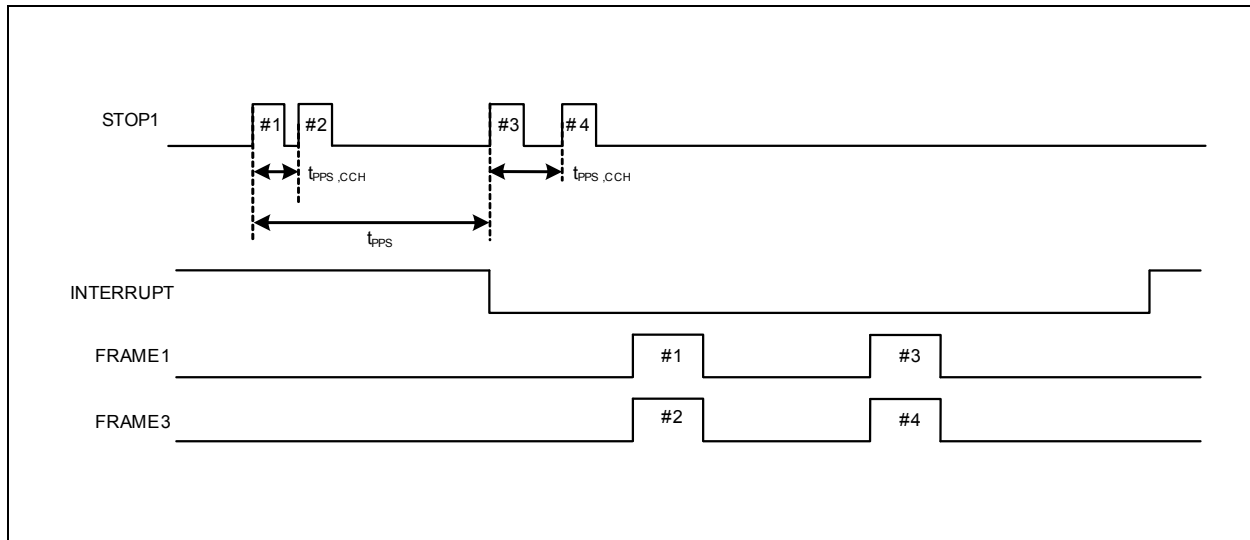 STOP1
#1 #2 #3 #4
tPPS,CCH tPPS,CCH
tPPS
INTERRUPT
FRAME1 #1 #3
FRAME3 #2 #4